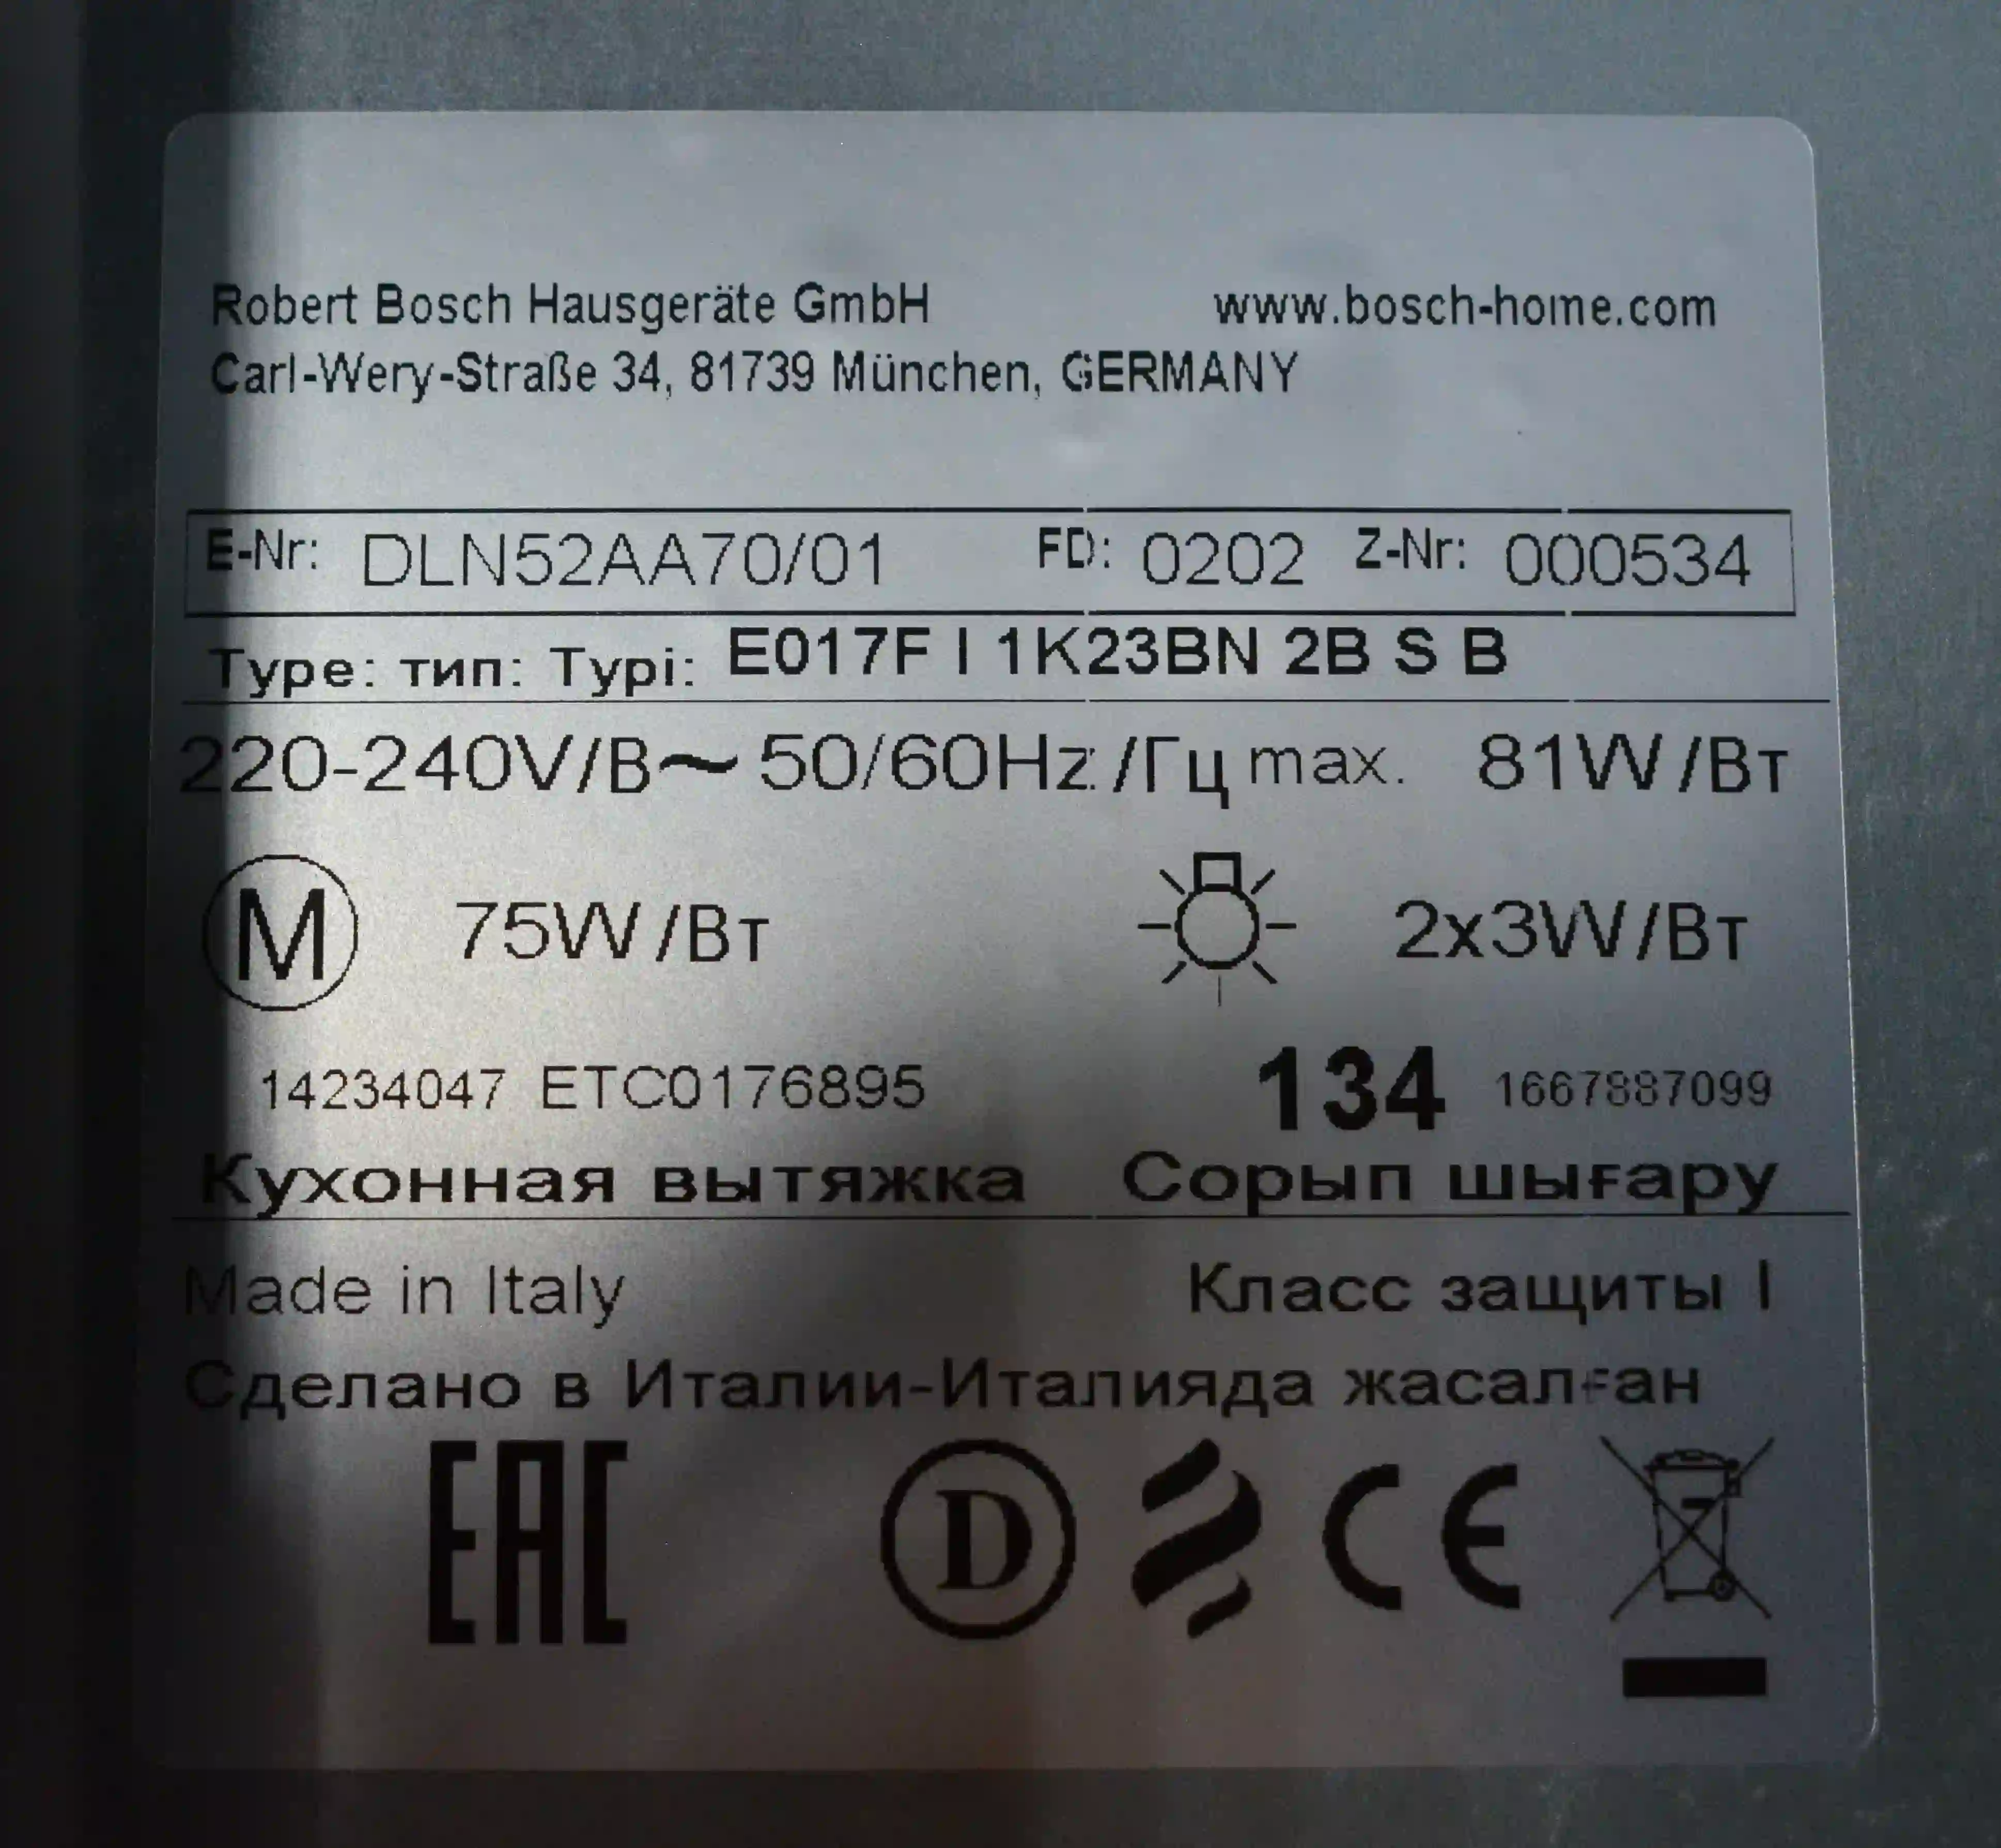 Robert Bosch Hausgeräte GmbH www.bosch-home.com
Carl-Wery-Straße 34, 81739 München, GERMANY
E-Nr: DLN52AA70/01 FD: 0202 Z-Nr: 000534
Type: тип: Typi: E017F I 1K23BN 2B S B
220-240V/В~ 50/60Hz/Гц max. 81W/Вт
M 75W/Вт 2x3W/Вт
14234047 ETC0176895 134 1667887099
Кухонная вытяжка Сорып шығару
Made in Italy Класс защиты I
Сделано в Италии-Италияда жасалған
EAC D CE